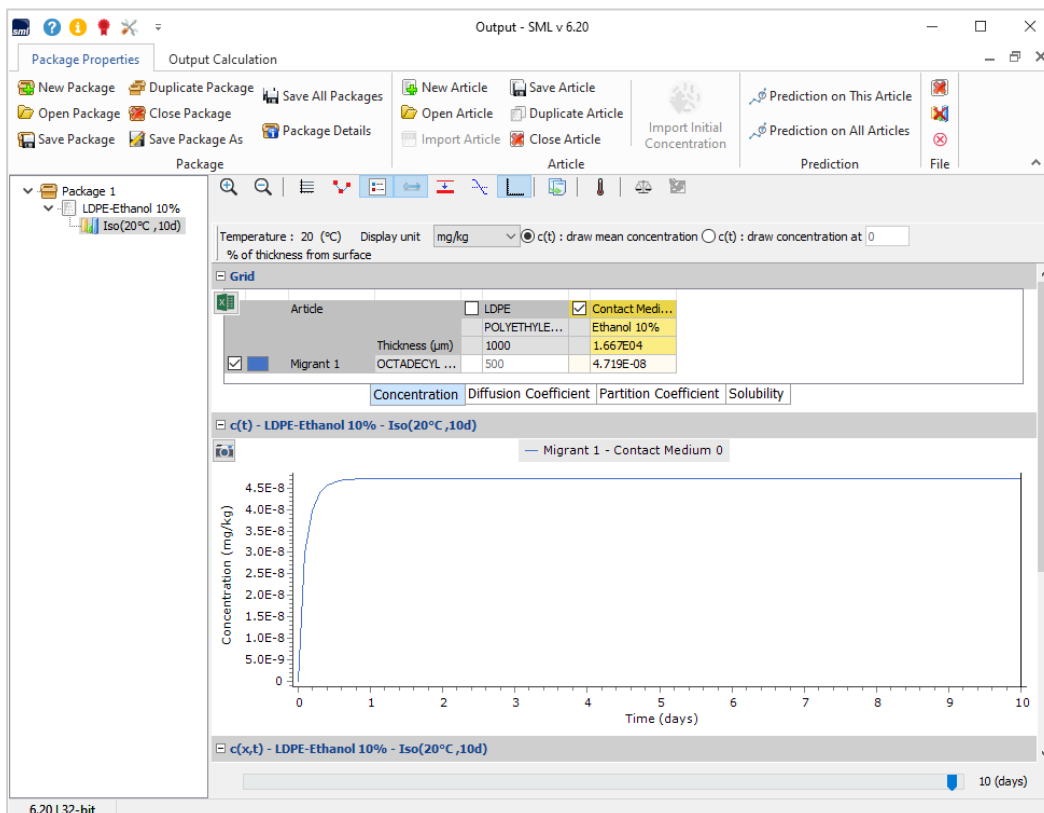 sml
Output - SML v 6.20
Package Properties Output Calculation
New Package Duplicate Package Save All Packages
Open Package Close Package
Save Package Save Package As Package Details
Package
New Article Save Article
Open Article Duplicate Article
Import Article Close Article
Import Initial
Concentration
Article
Prediction on This Article
Prediction on All Articles
Prediction
File
Package 1
LDPE-Ethanol 10%
Iso(20°C ,10d)
Temperature : 20 (°C) Display unit mg/kg c(t) : draw mean concentration c(t) : draw concentration at 0
% of thickness from surface
Grid
Article LDPE Contact Medi...
POLYETHYLE... Ethanol 10%
Thickness (µm) 1000 1.667E04
Migrant 1 OCTADECYL ... 500 4.719E-08
Concentration Diffusion Coefficient Partition Coefficient Solubility
c(t) - LDPE-Ethanol 10% - Iso(20°C ,10d)
Migrant 1 - Contact Medium 0
Concentration (mg/kg)
4.5E-8
4.0E-8
3.5E-8
3.0E-8
2.5E-8
2.0E-8
1.5E-8
1.0E-8
5.0E-9
0
0 1 2 3 4 5 6 7 8 9 10
Time (days)
c(x,t) - LDPE-Ethanol 10% - Iso(20°C ,10d)
10 (days)
6.20 | 32-bit